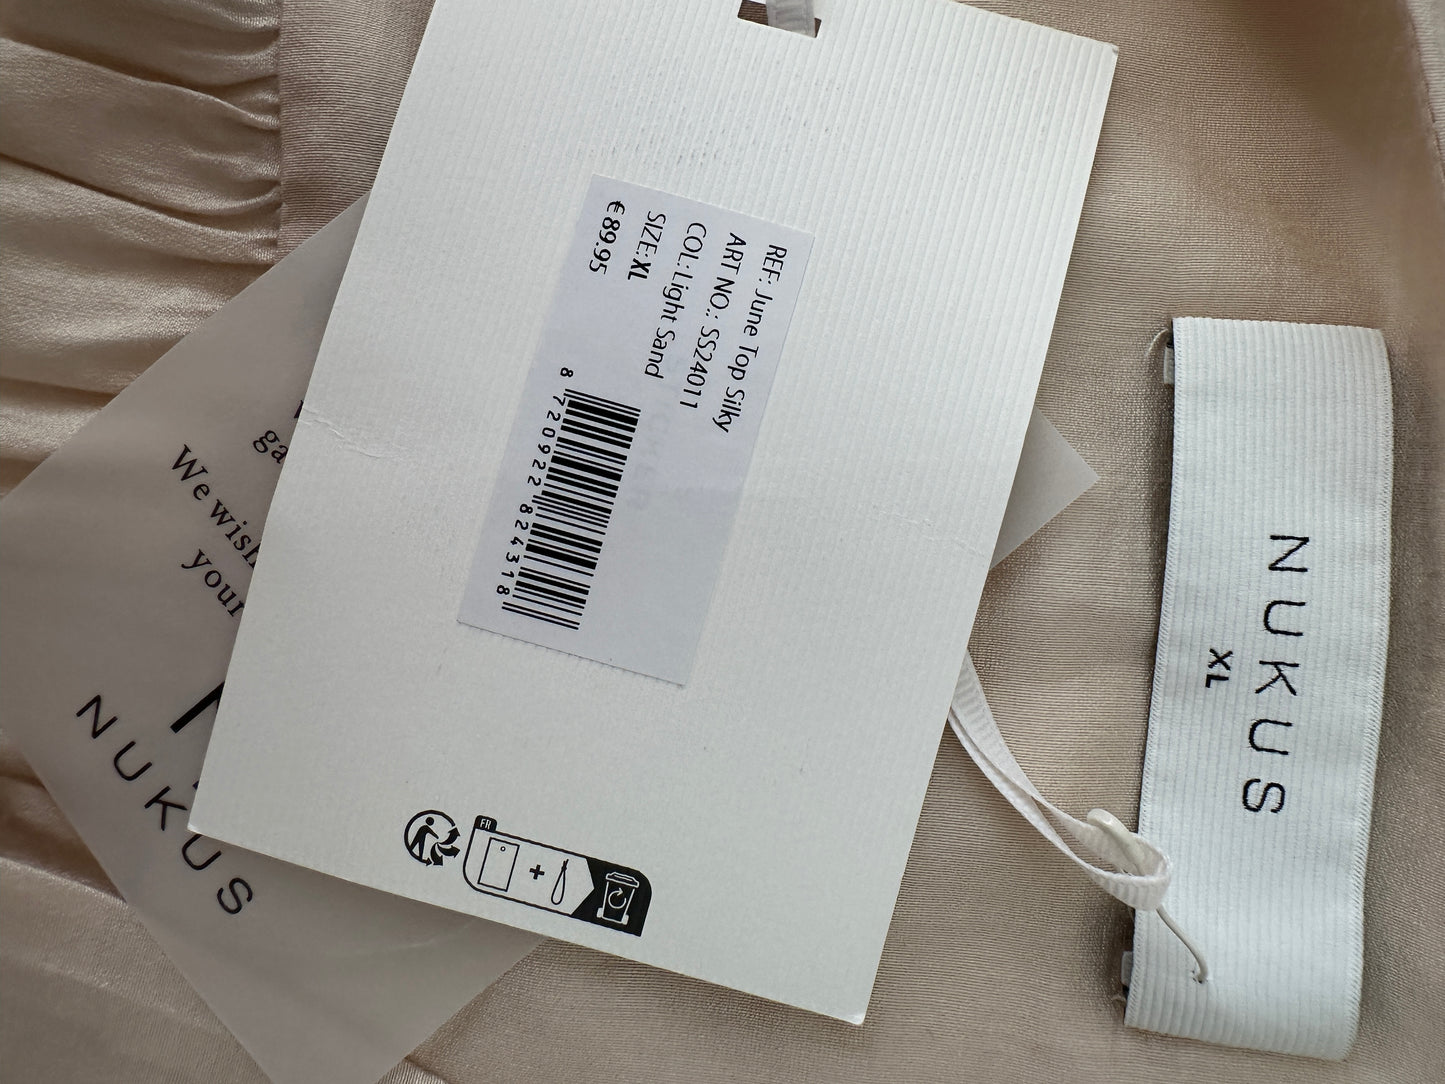 REF: June Top Silky
ART NO.: SS24011
COL: Light Sand
SIZE: XL
€ 89.95
8 720922 824318
FR
+
We wish
your
NUKUS
NUKUS
XL